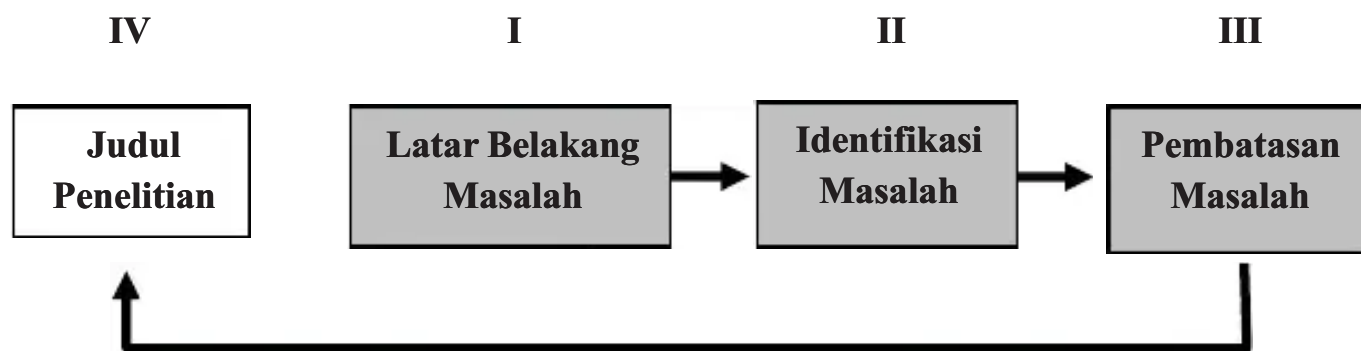 IV
I
II
III
Judul
Penelitian
Latar Belakang
Masalah
Identifikasi
Masalah
Pembatasan
Masalah